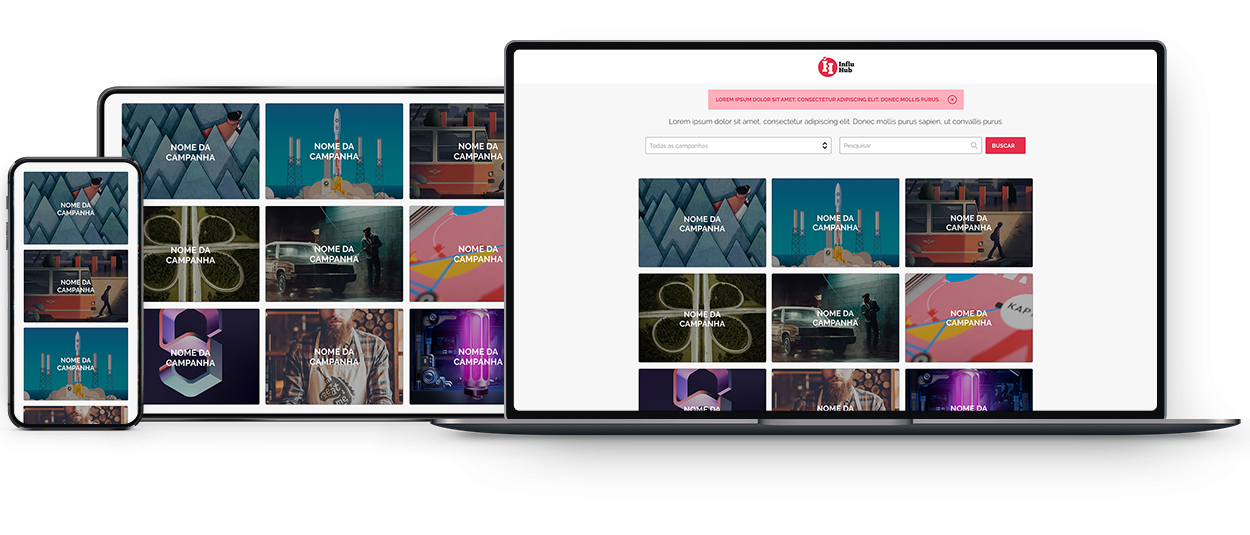 NOME DA
CAMPANHA
NOME DA
CAMPANHA
NOME DA
CAMPANHA
NOME DA
CAMPANHA
NOME DA
CAMPANHA
NOME DA
CAMPANHA
NOME DA
CAMPANHA
NOME DA
CAMPANHA
NOME DA
CAMPANHA
NOME DA
CAMPANHA
NOME DA
CAMPANHA
NOME DA
CAMPANHA
Influ
Hub
LOREM IPSUM DOLOR SIT AMET, CONSECTETUR ADIPISCING ELIT. DONEC MOLLIS PURUS.
Lorem ipsum dolor sit amet, consectetur adipiscing elit. Donec mollis purus sapien, ut convallis purus.
Todas as campanhas
Pesquisar
BUSCAR
NOME DA
CAMPANHA
NOME DA
CAMPANHA
NOME DA
CAMPANHA
NOME DA
CAMPANHA
NOME DA
CAMPANHA
NOME DA
CAMPANHA
KAP
NOME DA
NOME DA
NOME DA